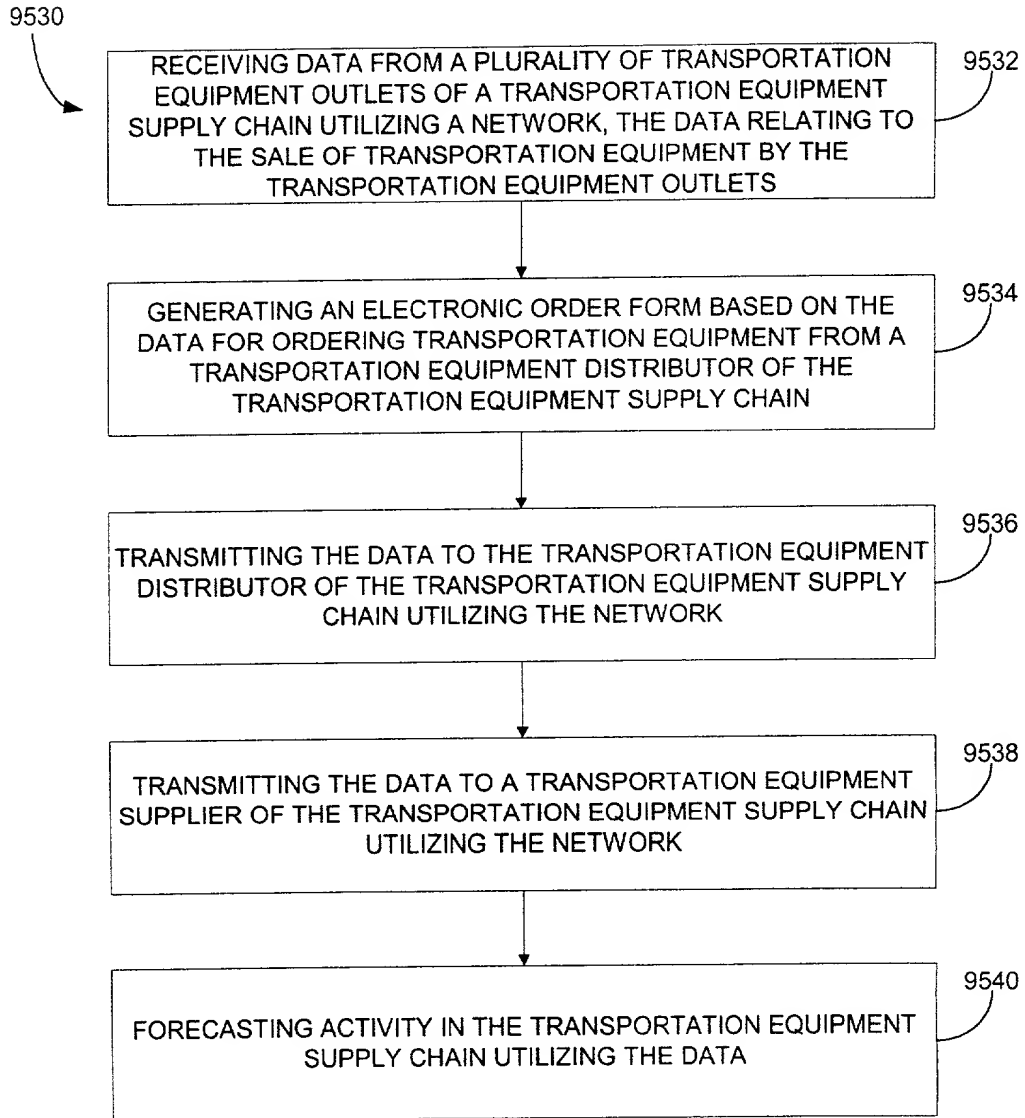 9530
RECEIVING DATA FROM A PLURALITY OF TRANSPORTATION
EQUIPMENT OUTLETS OF A TRANSPORTATION EQUIPMENT
SUPPLY CHAIN UTILIZING A NETWORK, THE DATA RELATING TO
THE SALE OF TRANSPORTATION EQUIPMENT BY THE
TRANSPORTATION EQUIPMENT OUTLETS
9532
GENERATING AN ELECTRONIC ORDER FORM BASED ON THE
DATA FOR ORDERING TRANSPORTATION EQUIPMENT FROM A
TRANSPORTATION EQUIPMENT DISTRIBUTOR OF THE
TRANSPORTATION EQUIPMENT SUPPLY CHAIN
9534
TRANSMITTING THE DATA TO THE TRANSPORTATION EQUIPMENT
DISTRIBUTOR OF THE TRANSPORTATION EQUIPMENT SUPPLY
CHAIN UTILIZING THE NETWORK
9536
TRANSMITTING THE DATA TO A TRANSPORTATION EQUIPMENT
SUPPLIER OF THE TRANSPORTATION EQUIPMENT SUPPLY CHAIN
UTILIZING THE NETWORK
9538
FORECASTING ACTIVITY IN THE TRANSPORTATION EQUIPMENT
SUPPLY CHAIN UTILIZING THE DATA
9540